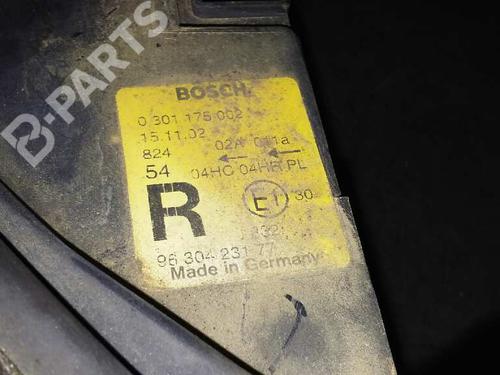 B-PARTS
BOSCH
0 301 175 002
15.11.02
824 02A 011a
54 04HC 04HR PL
R E1 30
832
96 304 231 77
Made in Germany